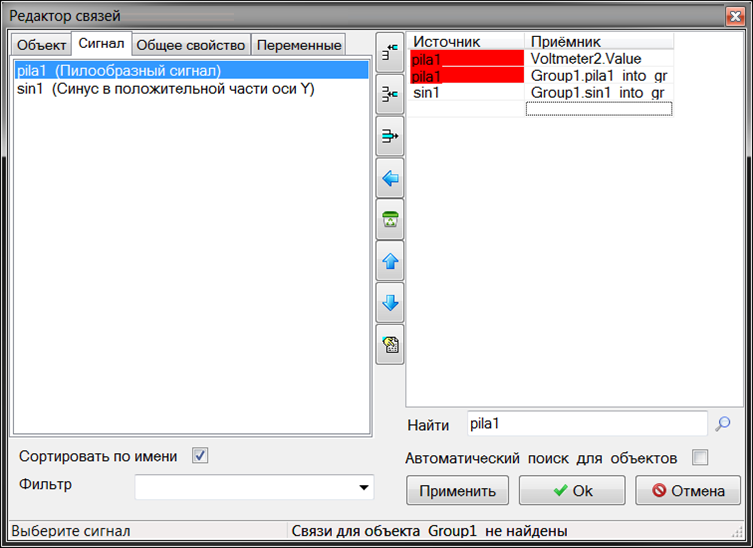 Редактор связей
Объект Сигнал Общее свойство Переменные
pila1 (Пилообразный сигнал)
sin1 (Синус в положительной части оси Y)
Источник Приёмник
pila1 Voltmeter2.Value
pila1 Group1.pila1 into gr
sin1 Group1.sin1 into gr
Найти pila1
Сортировать по имени
Автоматический поиск для объектов
Фильтр
Применить Ok Отмена
Выберите сигнал Связи для объекта Group1 не найдены